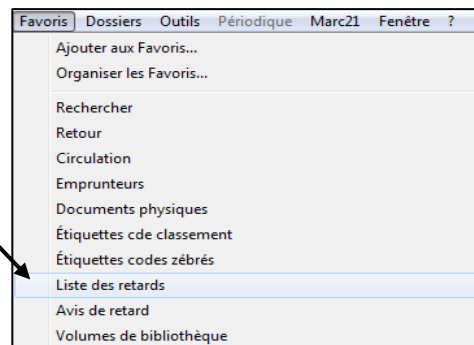 Favoris Dossiers Outils Périodique Marc21 Fenêtre ?
Ajouter aux Favoris...
Organiser les Favoris...
Rechercher
Retour
Circulation
Emprunteurs
Documents physiques
Étiquettes cde classement
Étiquettes codes zébrés
Liste des retards
Avis de retard
Volumes de bibliothèque